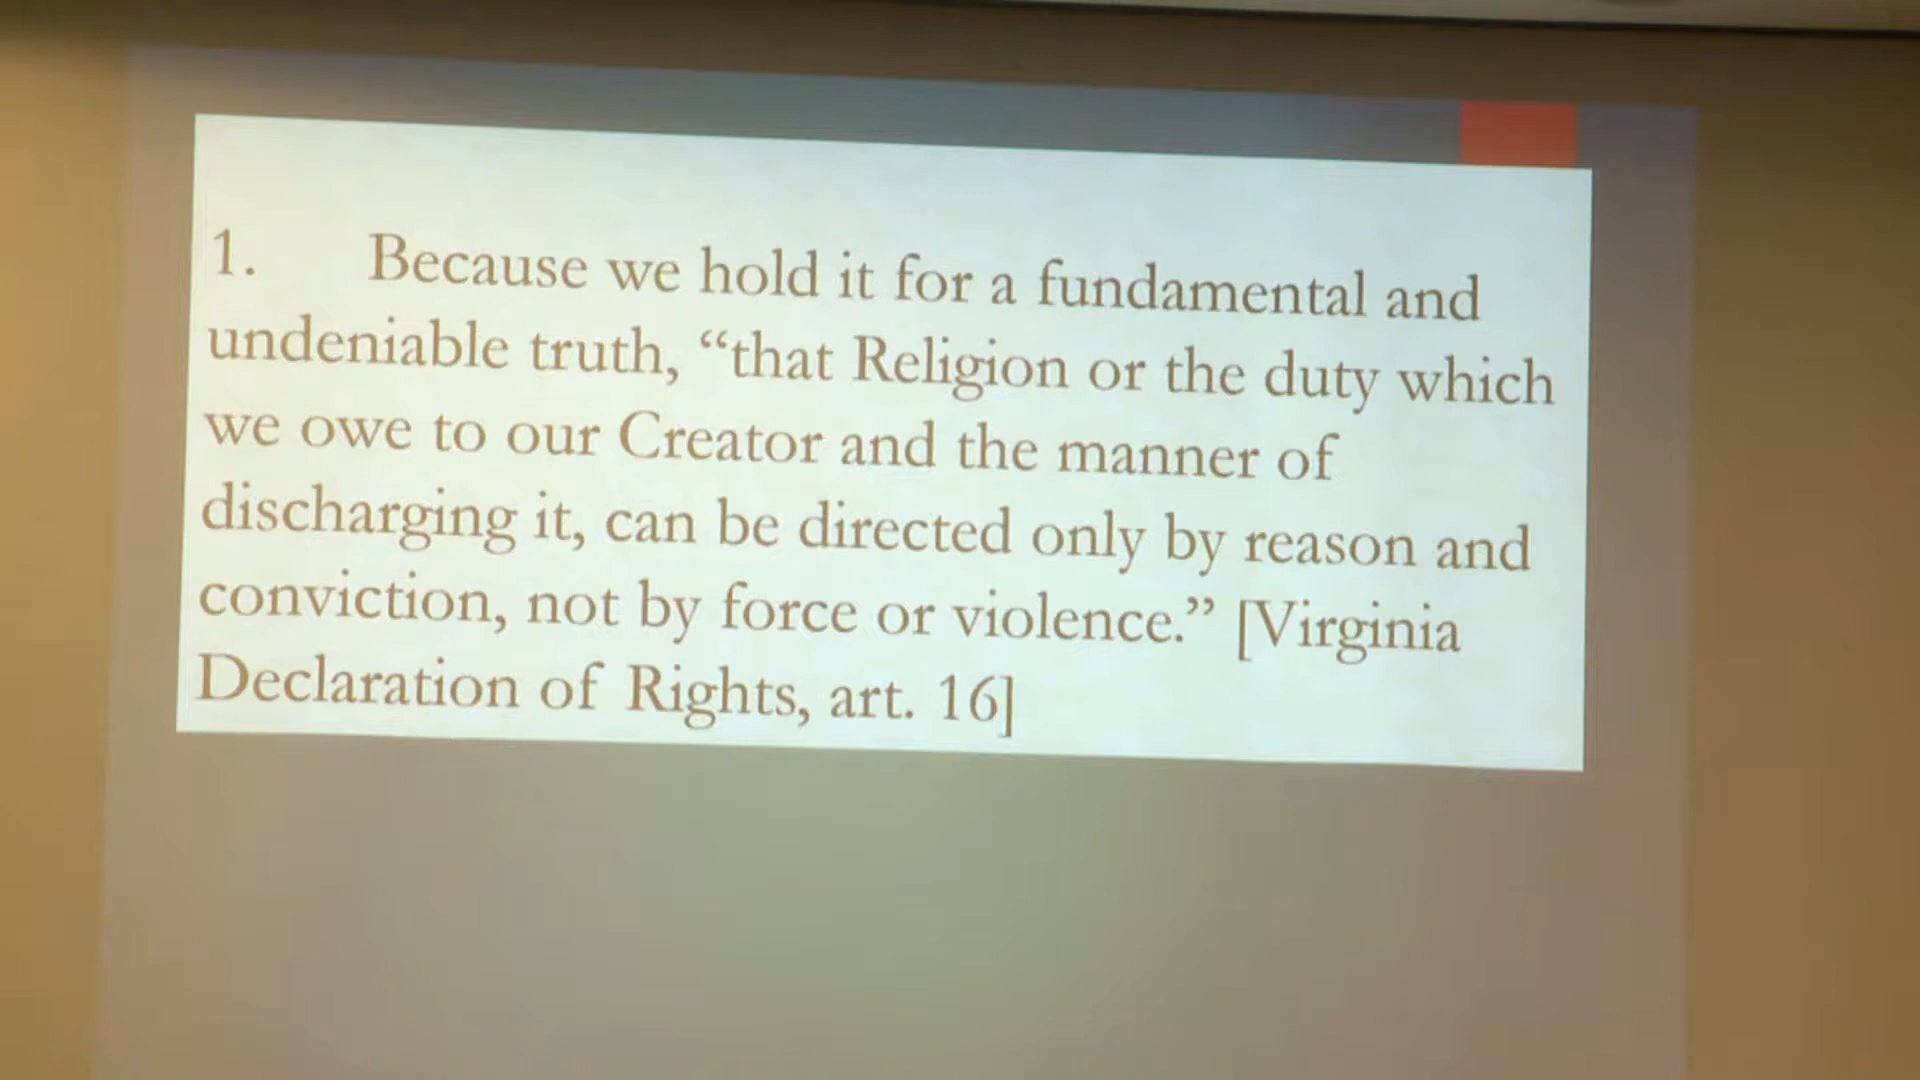 1. Because we hold it for a fundamental and
undeniable truth, “that Religion or the duty which
we owe to our Creator and the manner of
discharging it, can be directed only by reason and
conviction, not by force or violence.” [Virginia
Declaration of Rights, art. 16]